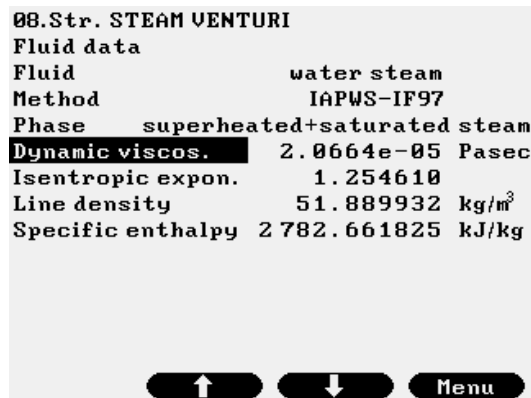 08.Str. STEAM VENTURI
Fluid data
Fluid water steam
Method IAPWS-IF97
Phase superheated+saturated steam
Dynamic viscos. 2.0664e-05 Pasec
Isentropic expon. 1.254610
Line density 51.889932 kg/m³
Specific enthalpy 2782.661825 kJ/kg
Menu